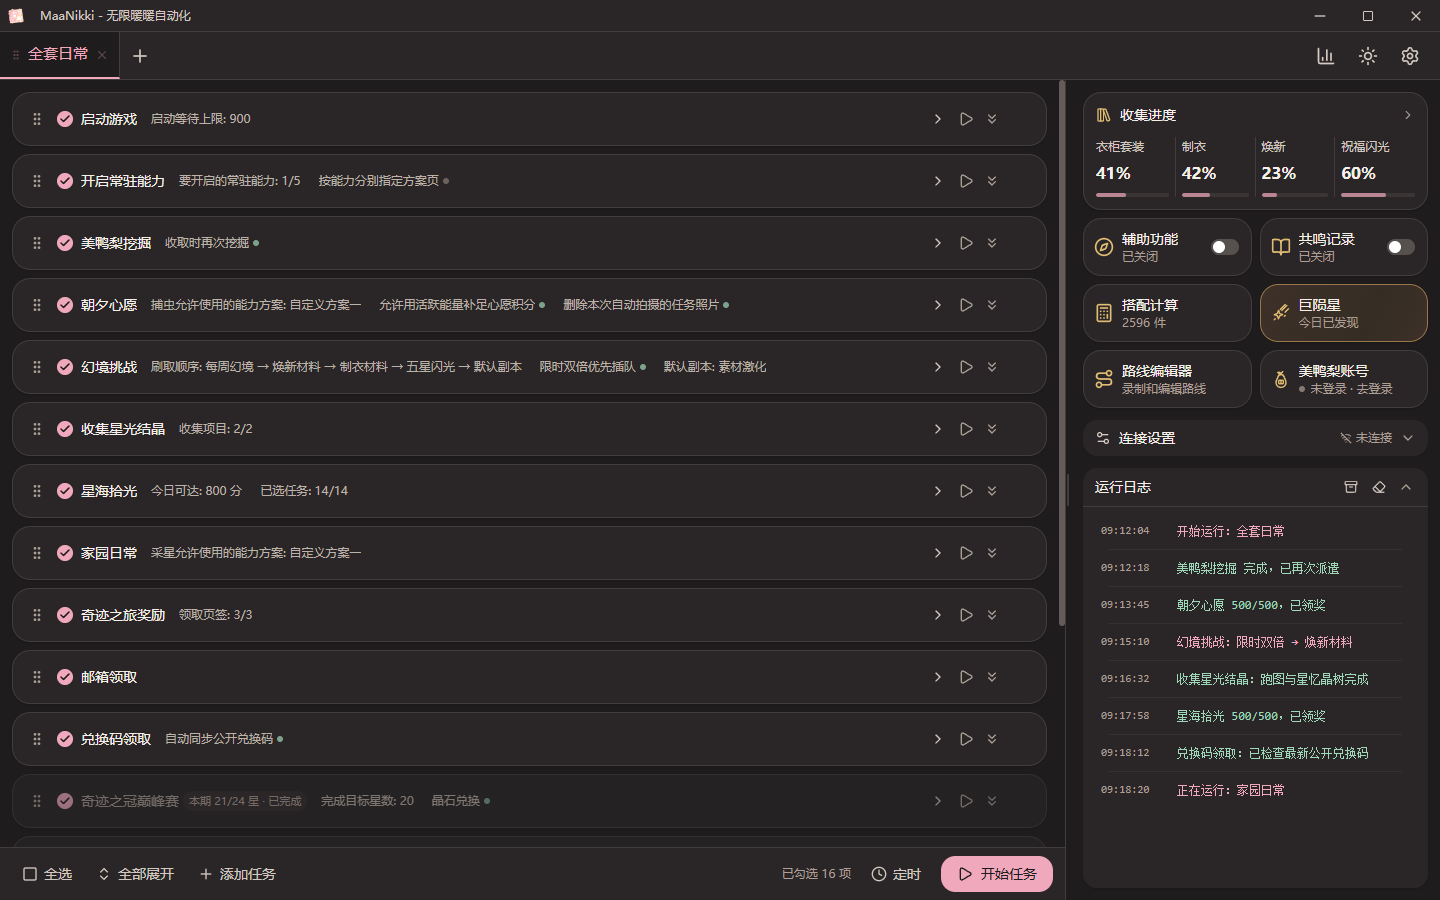 MaaNikki - 无限暖暖自动化
全套日常
启动游戏 启动等待上限: 900
开启常驻能力 要开启的常驻能力: 1/5 按能力分别指定方案页
美鸭梨挖掘 收取时再次挖掘
朝夕心愿 捕虫允许使用的能力方案: 自定义方案一 允许用活跃能量补足心愿积分 删除本次自动拍摄的任务照片
幻境挑战 刷取顺序: 每周幻境 → 焕新材料 → 制衣材料 → 五星闪光 → 默认副本 限时双倍优先插队 默认副本: 素材激化
收集星光结晶 收集项目: 2/2
星海拾光 今日可达: 800 分 已选任务: 14/14
家园日常 采星允许使用的能力方案: 自定义方案一
奇迹之旅奖励 领取页签: 3/3
邮箱领取
兑换码领取 自动同步公开兑换码
奇迹之冠巅峰赛 本期 21/24 星 · 已完成 完成目标星数: 20 晶石兑换
全选 全部展开 添加任务 已勾选 16 项 定时 开始任务
收集进度
衣柜套装 制衣 焕新 祝福闪光
41% 42% 23% 60%
辅助功能 共鸣记录
已关闭 已关闭
搭配计算 巨陨星
2596 件 今日已发现
路线编辑器 美鸭梨账号
录制和编辑路线 未登录 · 去登录
连接设置 未连接
运行日志
09:12:04 开始运行: 全套日常
09:12:18 美鸭梨挖掘 完成, 已再次派遣
09:13:45 朝夕心愿 500/500, 已领奖
09:15:10 幻境挑战: 限时双倍 → 焕新材料
09:16:32 收集星光结晶: 跑图与星忆晶树完成
09:17:58 星海拾光 500/500, 已领奖
09:18:12 兑换码领取: 已检查最新公开兑换码
09:18:20 正在运行: 家园日常